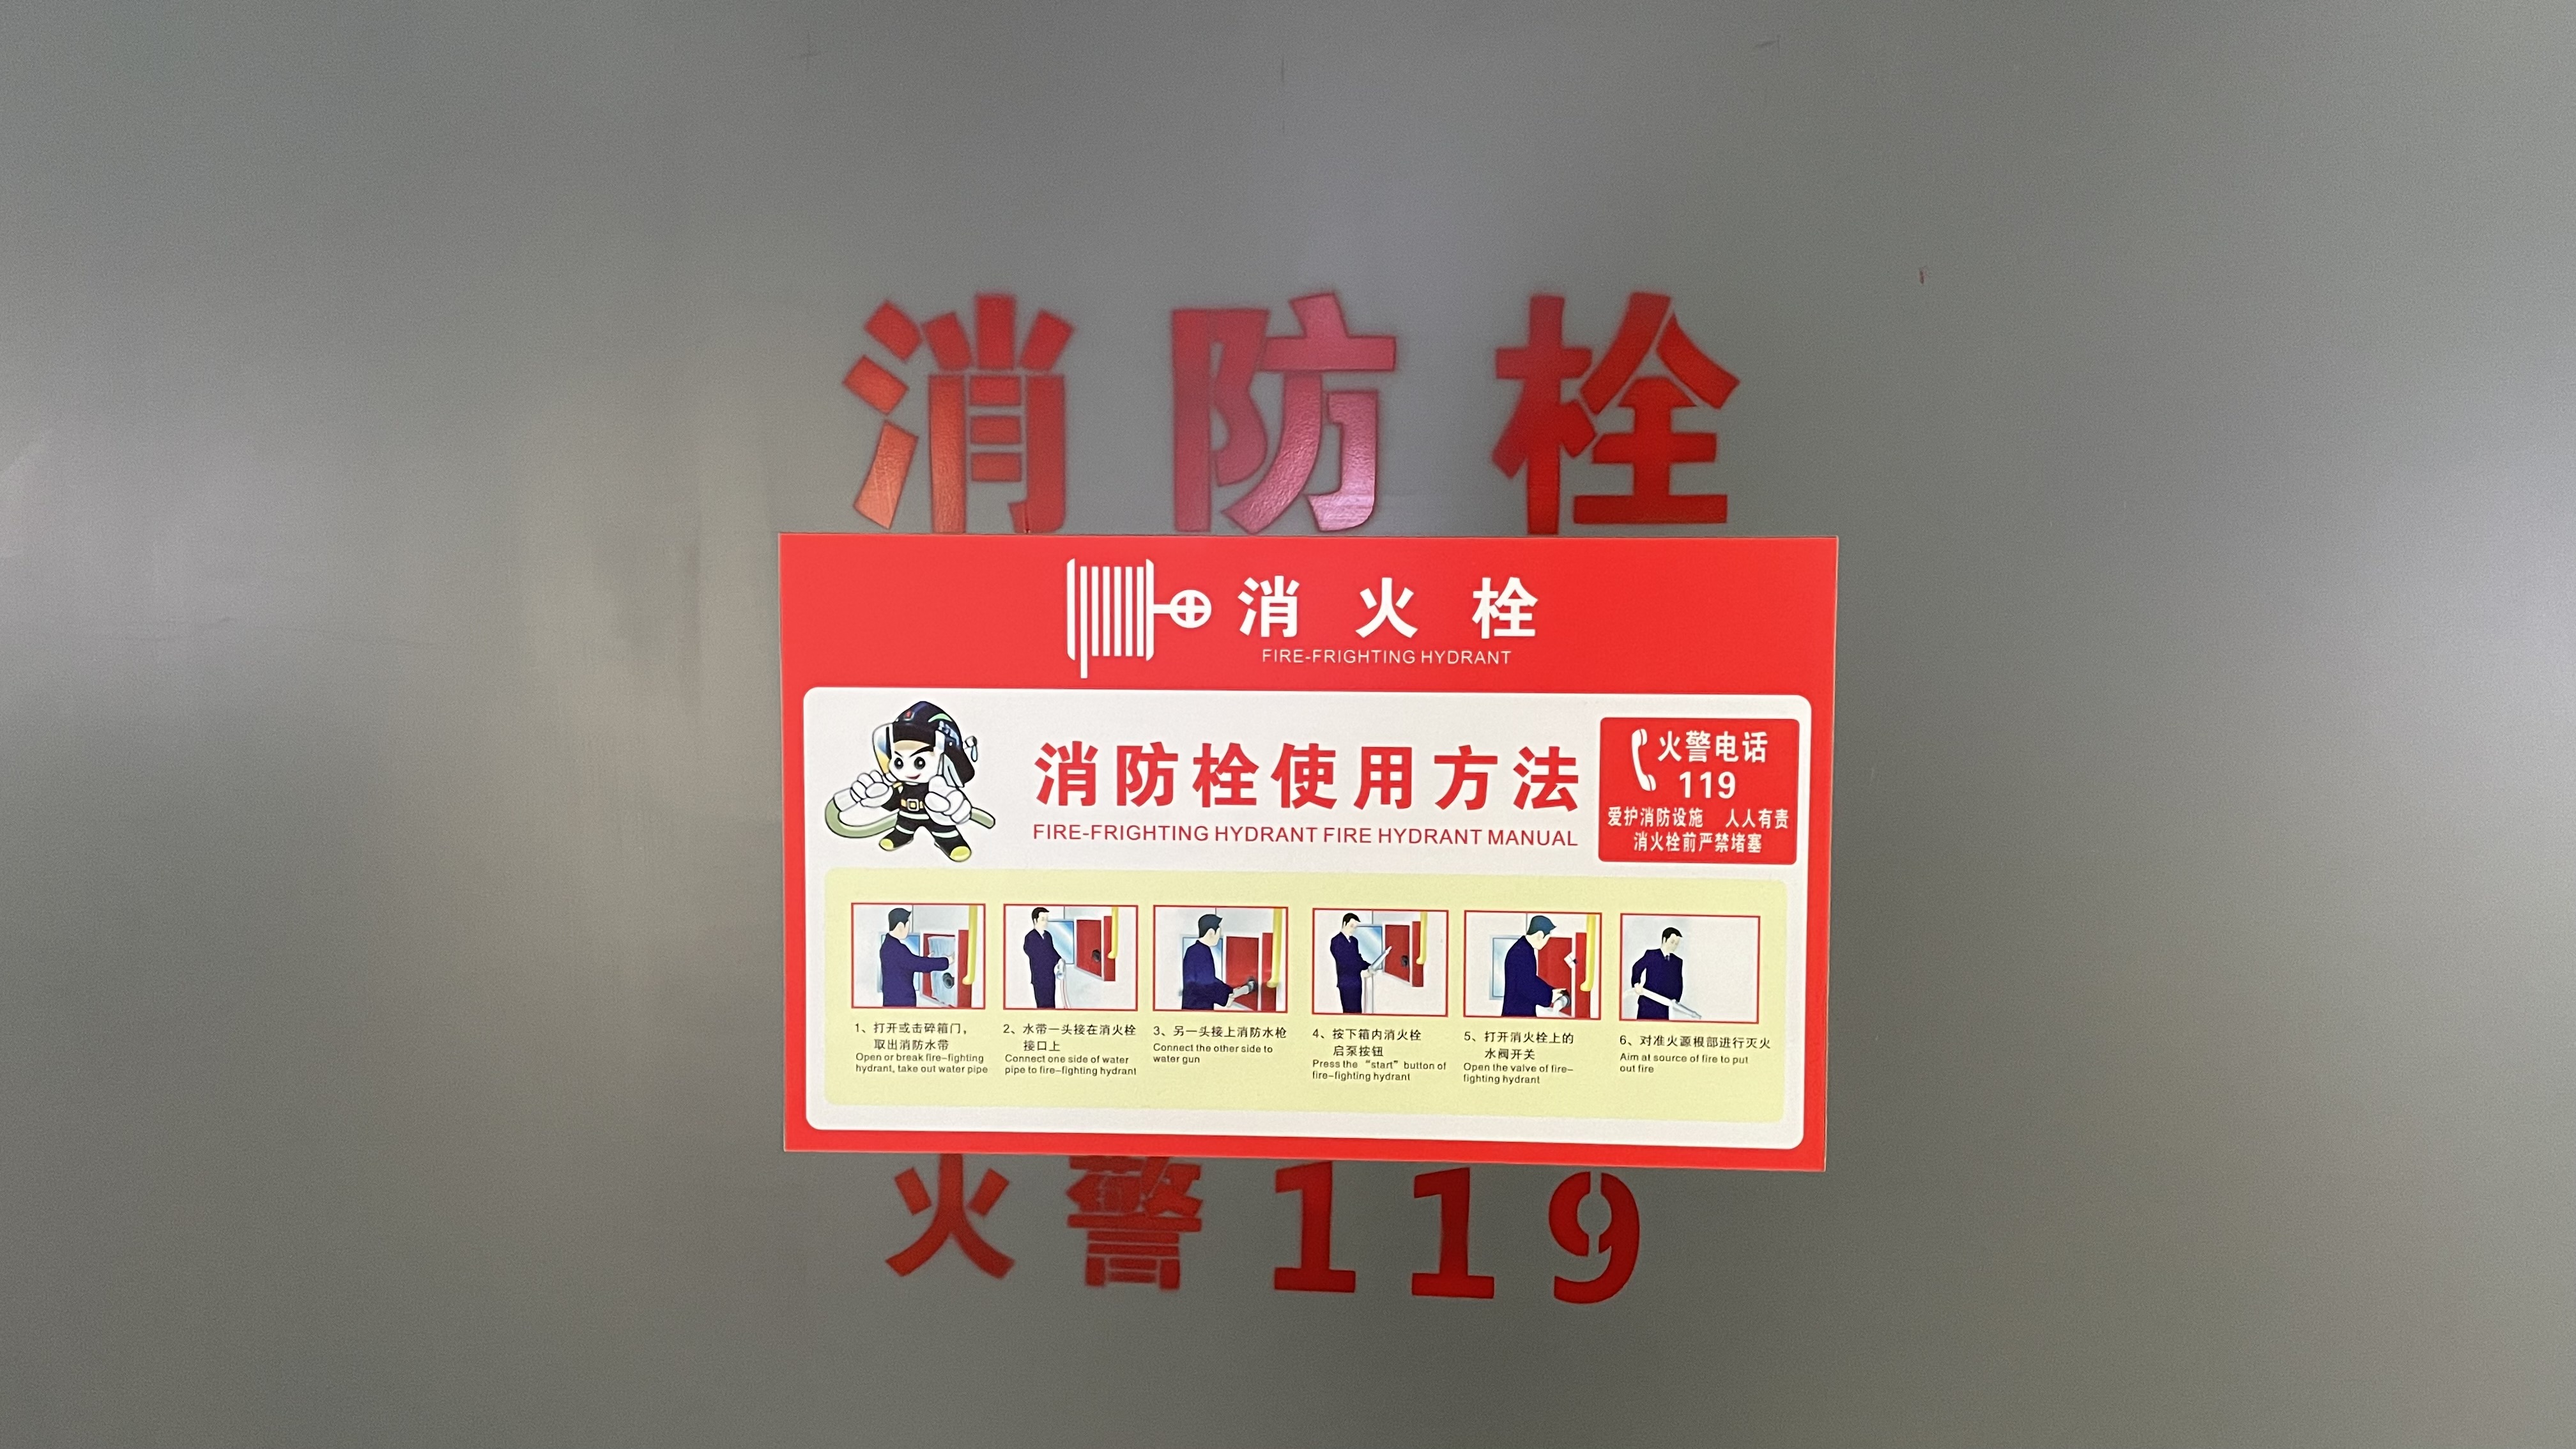 消防栓
消火栓
FIRE-FRIGHTING HYDRANT
消防栓使用方法
FIRE-FRIGHTING HYDRANT FIRE HYDRANT MANUAL
火警电话
119
爱护消防设施 人人有责
消火栓前严禁堵塞
1、打开或击碎箱门，
取出消防水带
Open or break fire-fighting
hydrant, take out water pipe
2、水带一头接在消火栓
接口上
Connect one side of water
pipe to fire-fighting hydrant
3、另一头接上消防水枪
Connect the other side to
water gun
4、按下箱内消火栓
启泵按钮
Press the “start” button of
fire-fighting hydrant
5、打开消火栓上的
水阀开关
Open the valve of fire-
fighting hydrant
6、对准火源根部进行灭火
Aim at source of fire to put
out fire
火警119